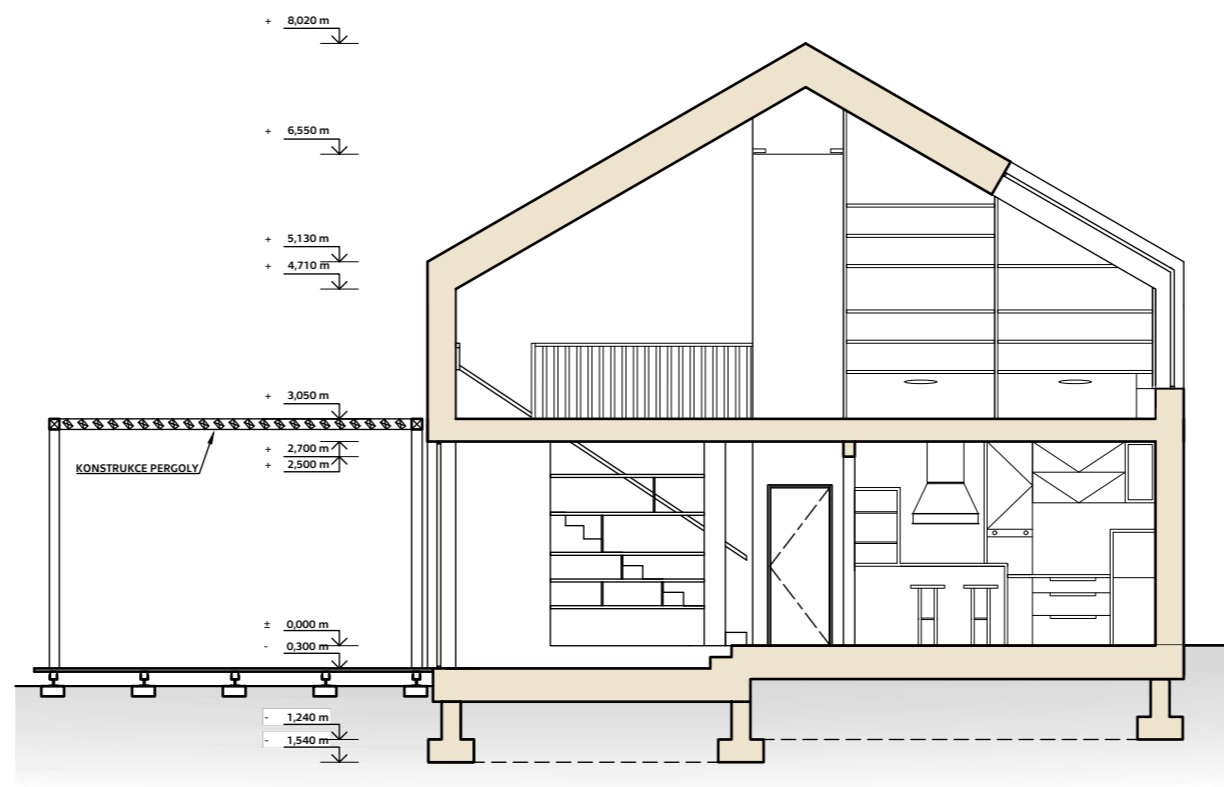 + 8,020 m
+ 6,550 m
+ 5,130 m
+ 4,710 m
+ 3,050 m
+ 2,700 m
+ 2,500 m
KONSTRUKCE PERGOLY
± 0,000 m
- 0,300 m
- 1,240 m
- 1,540 m